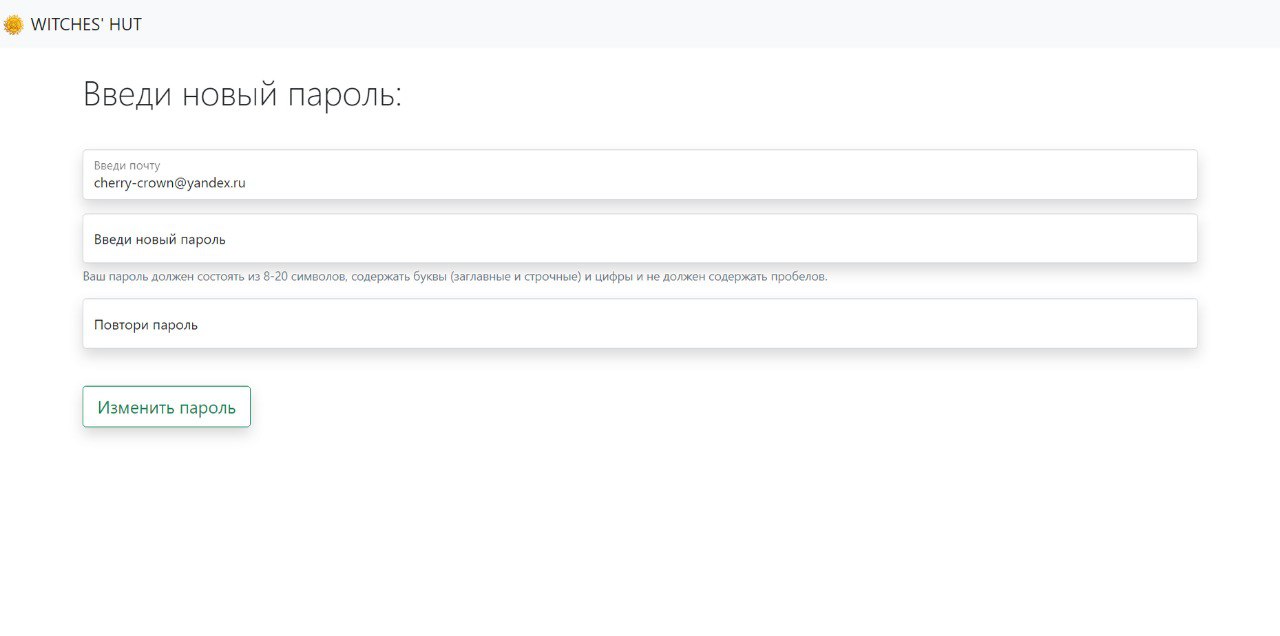 WITCHES' HUT
Введи новый пароль:
Введи почту
cherry-crown@yandex.ru
Введи новый пароль
Ваш пароль должен состоять из 8-20 символов, содержать буквы (заглавные и строчные) и цифры и не должен содержать пробелов.
Повтори пароль
Изменить пароль